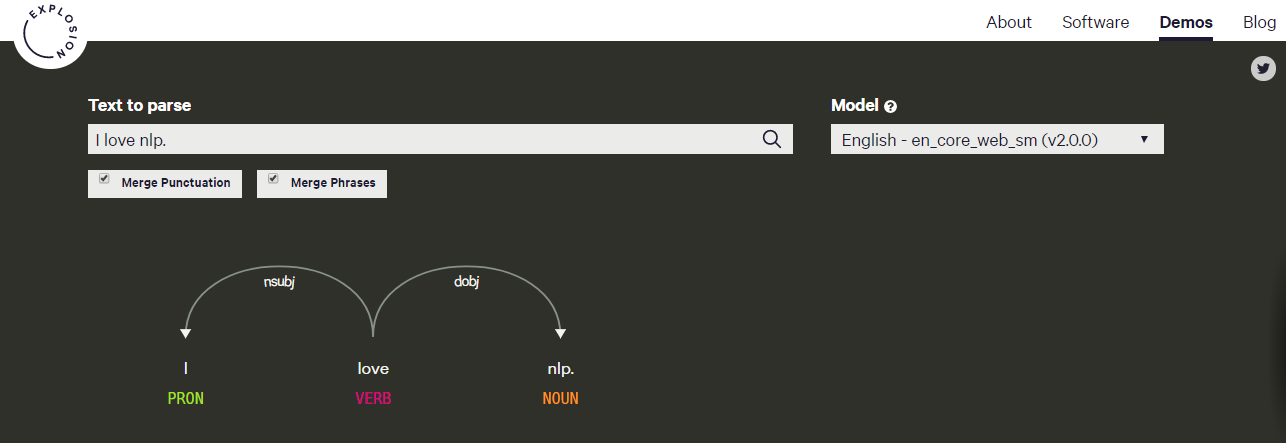 EXPLOSION
About Software Demos Blog
Text to parse
Model ?
I love nlp.
English - en_core_web_sm (v2.0.0)
Merge Punctuation
Merge Phrases
nsubj dobj
I love nlp.
PRON VERB NOUN